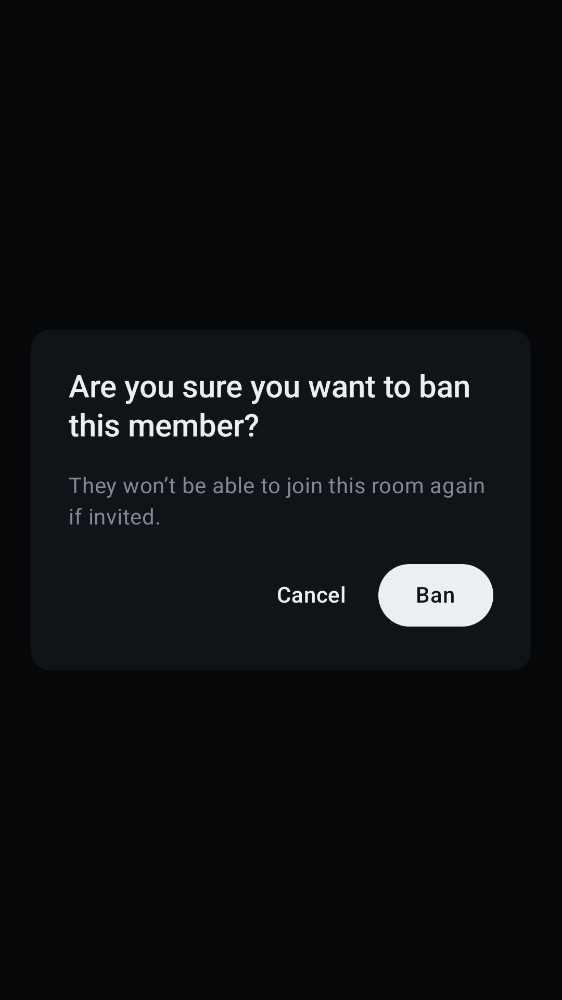 Are you sure you want to ban
this member?
They won’t be able to join this room again
if invited.
Cancel
Ban